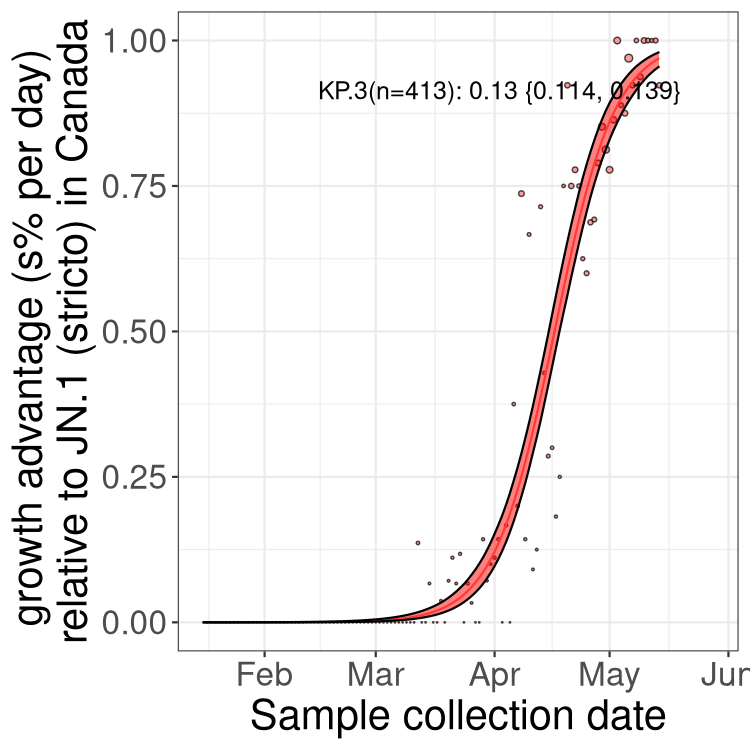 growth advantage (s% per day)
relative to JN.1 (stricto) in Canada
1.00
0.75
0.50
0.25
0.00
KP.3(n=413): 0.13 {0.114, 0.139}
Feb Mar Apr May Jun
Sample collection date